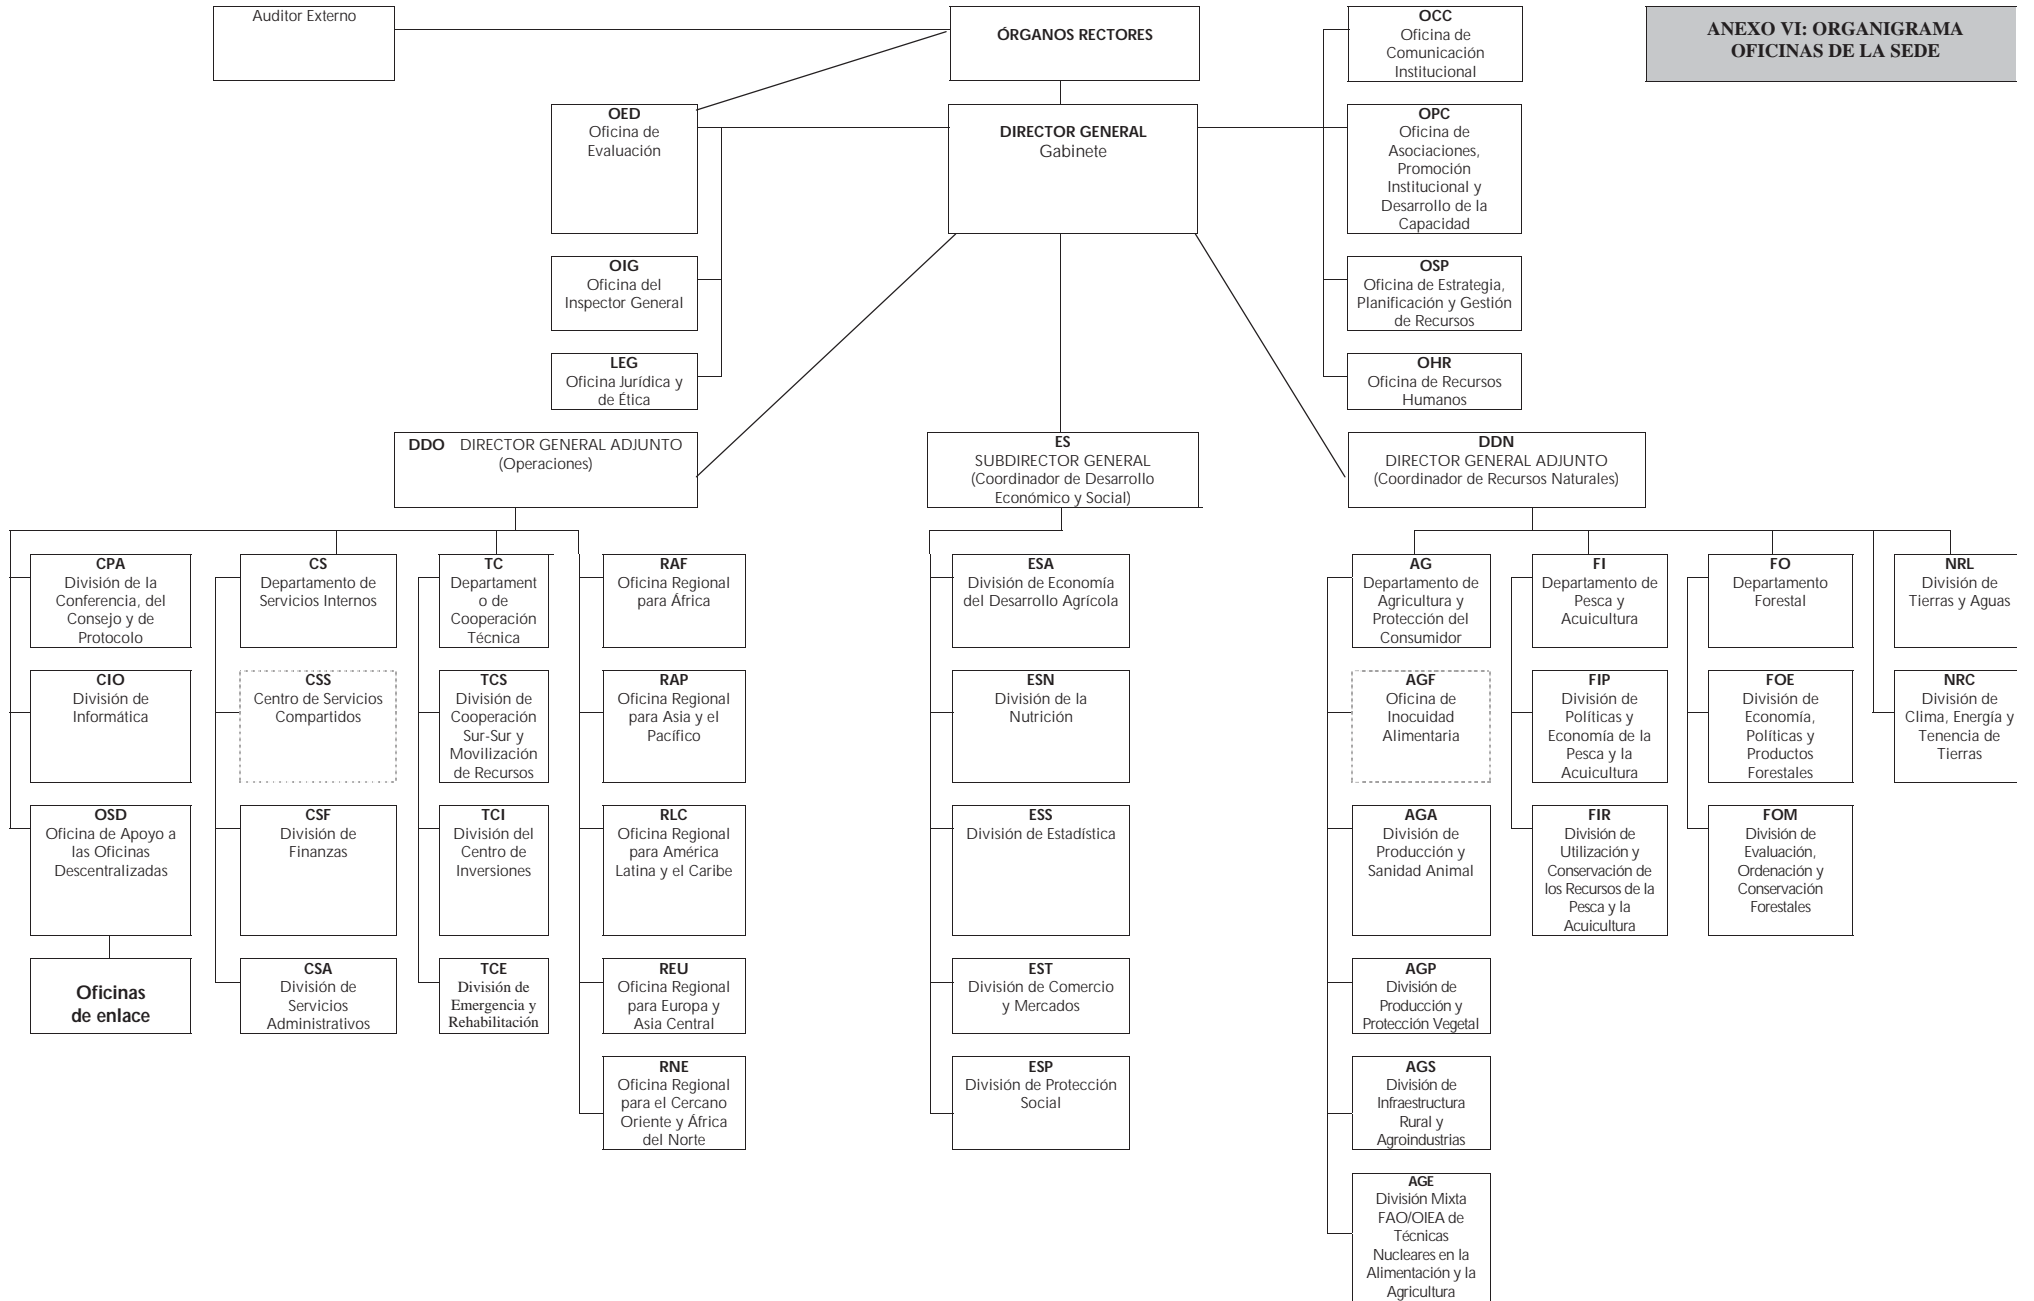 Auditor Externo
ÓRGANOS RECTORES
OCC
Oficina de
Comunicación
Institucional
ANEXO VI: ORGANIGRAMA
OFICINAS DE LA SEDE
OED
Oficina de
Evaluación
DIRECTOR GENERAL
Gabinete
OPC
Oficina de
Asociaciones,
Promoción
Institucional y
Desarrollo de la
Capacidad
OIG
Oficina del
Inspector General
OSP
Oficina de Estrategia,
Planificación y Gestión
de Recursos
LEG
Oficina Jurídica y
de Ética
OHR
Oficina de Recursos
Humanos
DDO DIRECTOR GENERAL ADJUNTO
(Operaciones)
ES
SUBDIRECTOR GENERAL
(Coordinador de Desarrollo
Económico y Social)
DDN
DIRECTOR GENERAL ADJUNTO
(Coordinador de Recursos Naturales)
CPA
División de la
Conferencia, del
Consejo y de
Protocolo
CIO
División de
Informática
OSD
Oficina de Apoyo a
las Oficinas
Descentralizadas
Oficinas
de enlace
CS
Departamento de
Servicios Internos
CSS
Centro de Servicios
Compartidos
CSF
División de
Finanzas
CSA
División de
Servicios
Administrativos
TC
Departament
o de
Cooperación
Técnica
TCS
División de
Cooperación
Sur-Sur y
Movilización
de Recursos
TCI
División del
Centro de
Inversiones
TCE
División de
Emergencia y
Rehabilitación
RAF
Oficina Regional
para África
RAP
Oficina Regional
para Asia y el
Pacífico
RLC
Oficina Regional
para América
Latina y el Caribe
REU
Oficina Regional
para Europa y
Asia Central
RNE
Oficina Regional
para el Cercano
Oriente y África
del Norte
ESA
División de Economía
del Desarrollo Agrícola
ESN
División de la
Nutrición
ESS
División de Estadística
EST
División de Comercio
y Mercados
ESP
División de Protección
Social
AG
Departamento de
Agricultura y
Protección del
Consumidor
AGF
Oficina de
Inocuidad
Alimentaria
AGA
División de
Producción y
Sanidad Animal
AGP
División de
Producción y
Protección Vegetal
AGS
División de
Infraestructura
Rural y
Agroindustrias
AGE
División Mixta
FAO/OIEA de
Técnicas
Nucleares en la
Alimentación y la
Agricultura
FI
Departamento de
Pesca y
Acuicultura
FIP
División de
Políticas y
Economía de la
Pesca y la
Acuicultura
FIR
División de
Utilización y
Conservación de
los Recursos de la
Pesca y la
Acuicultura
FO
Departamento
Forestal
FOE
División de
Economía,
Políticas y
Productos
Forestales
FOM
División de
Evaluación,
Ordenación y
Conservación
Forestales
NRL
División de
Tierras y Aguas
NRC
División de
Clima, Energía y
Tenencia de
Tierras